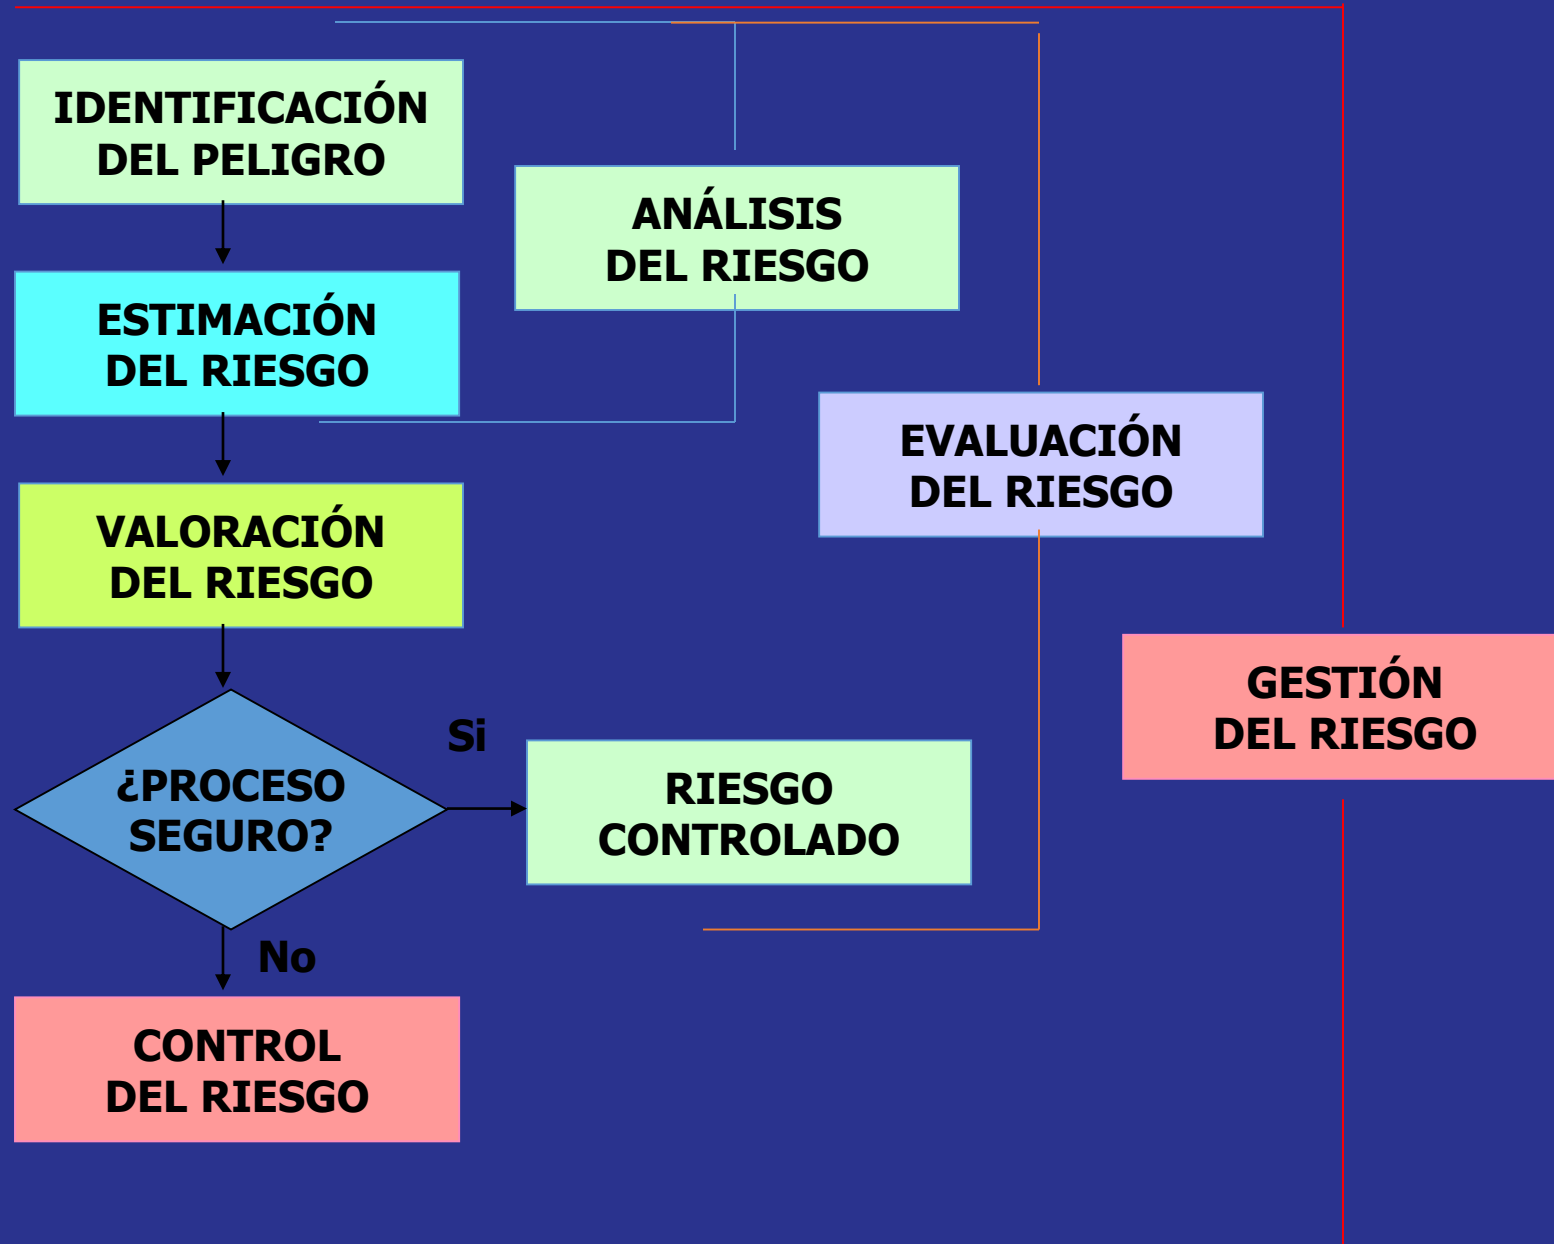 IDENTIFICACIÓN
DEL PELIGRO
ANÁLISIS
DEL RIESGO
ESTIMACIÓN
DEL RIESGO
EVALUACIÓN
DEL RIESGO
VALORACIÓN
DEL RIESGO
GESTIÓN
DEL RIESGO
¿PROCESO
SEGURO?
Si
RIESGO
CONTROLADO
No
CONTROL
DEL RIESGO